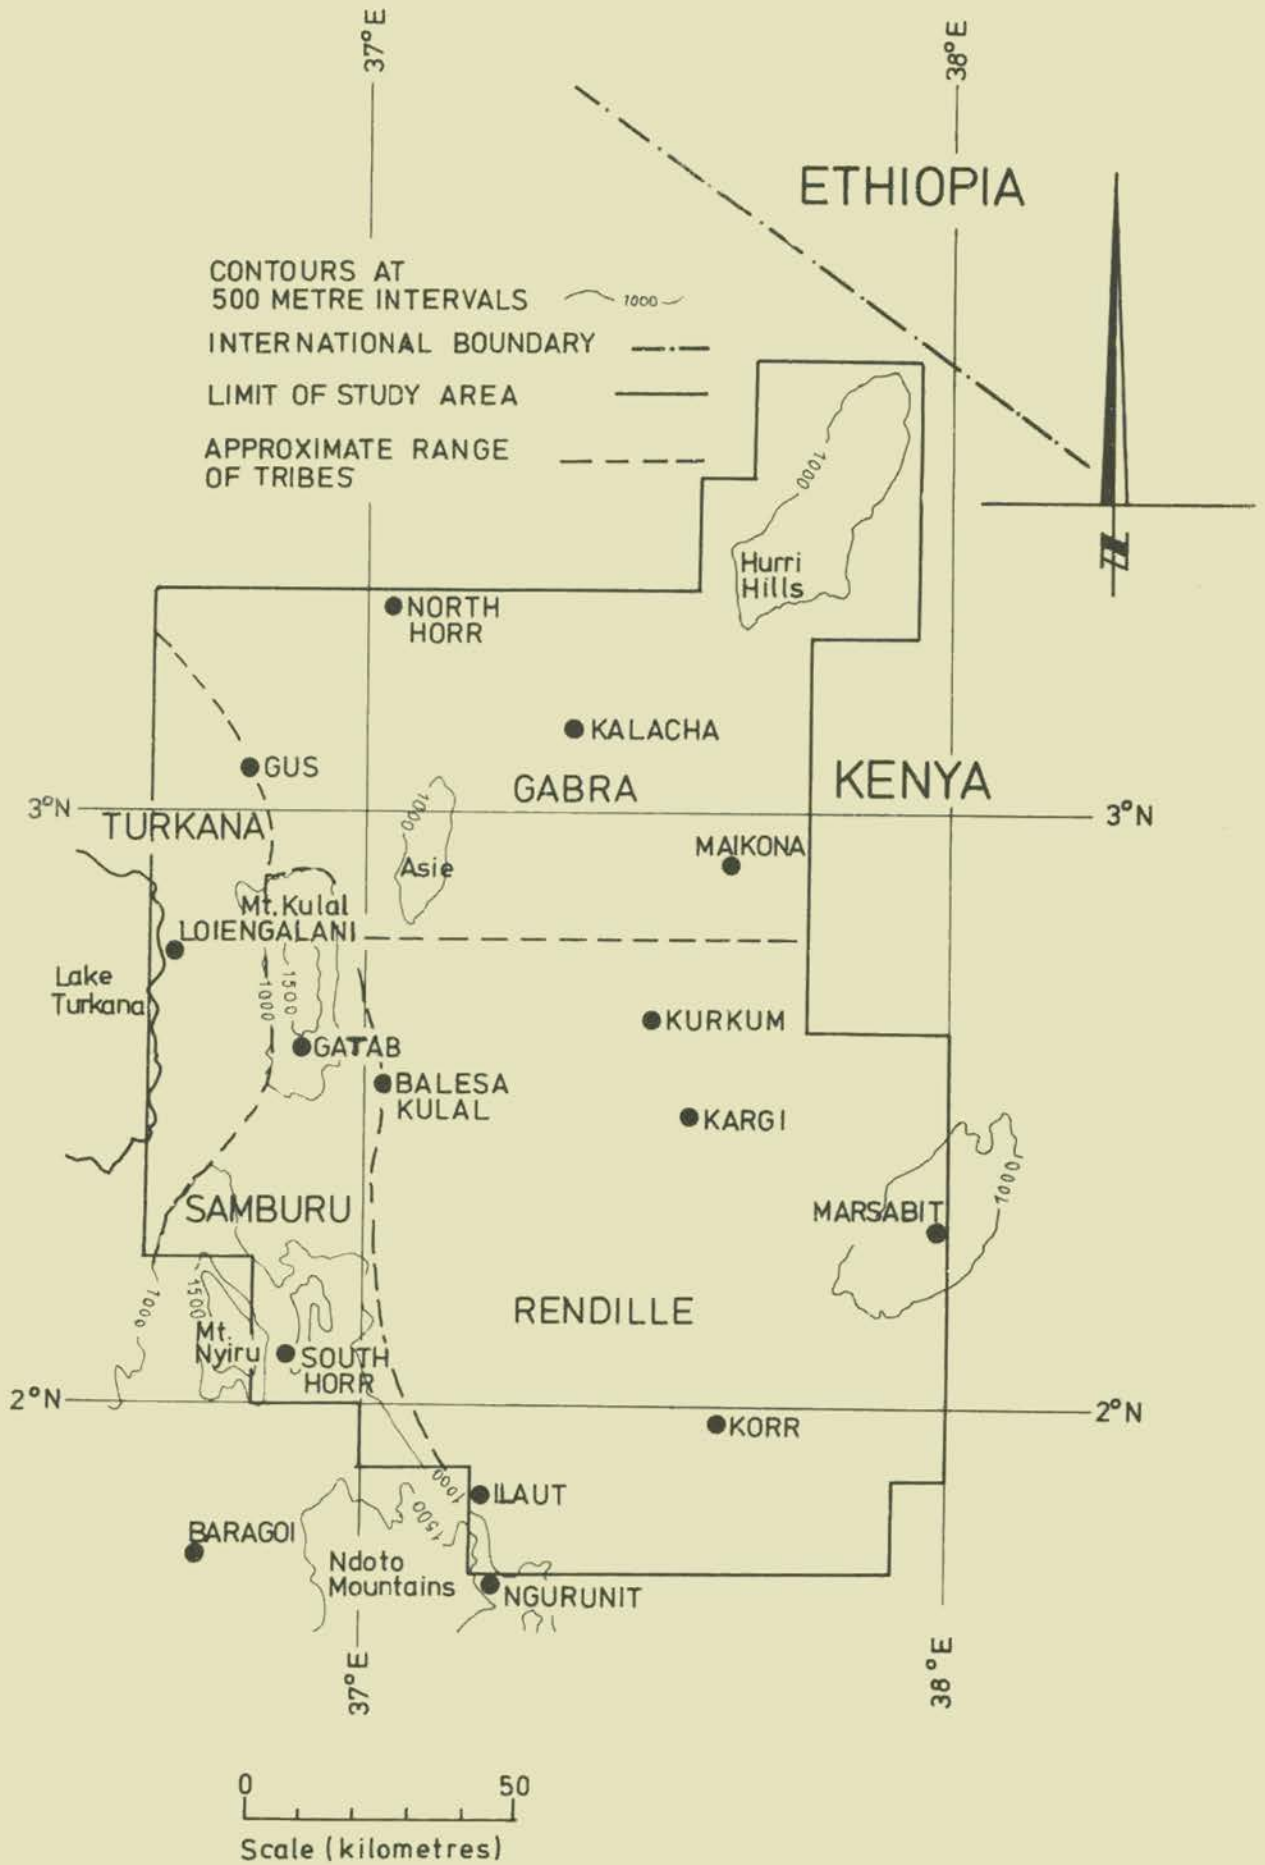 37°E
38°E
ETHIOPIA
CONTOURS AT
500 METRE INTERVALS
1000
INTERNATIONAL BOUNDARY
LIMIT OF STUDY AREA
APPROXIMATE RANGE
OF TRIBES
1000
Hurri
Hills
N
NORTH
HORR
KALACHA
GUS
GABRA
KENYA
3°N
3°N
TURKANA
1000
MAIKONA
Asie
Mt. Kulal
LOIENGALANI
Lake
Turkana
1000
1500
KURKUM
GATAB
BALESA
KULAL
KARGI
1000
SAMBURU
MARSABIT
1000
1500
RENDILLE
Mt.
Nyiru
SOUTH
HORR
2°N
2°N
KORR
1000
ILAUT
1500
BARAGOI
Ndoto
Mountains
NGURUNIT
37°E
38°E
0
50
Scale (kilometres)